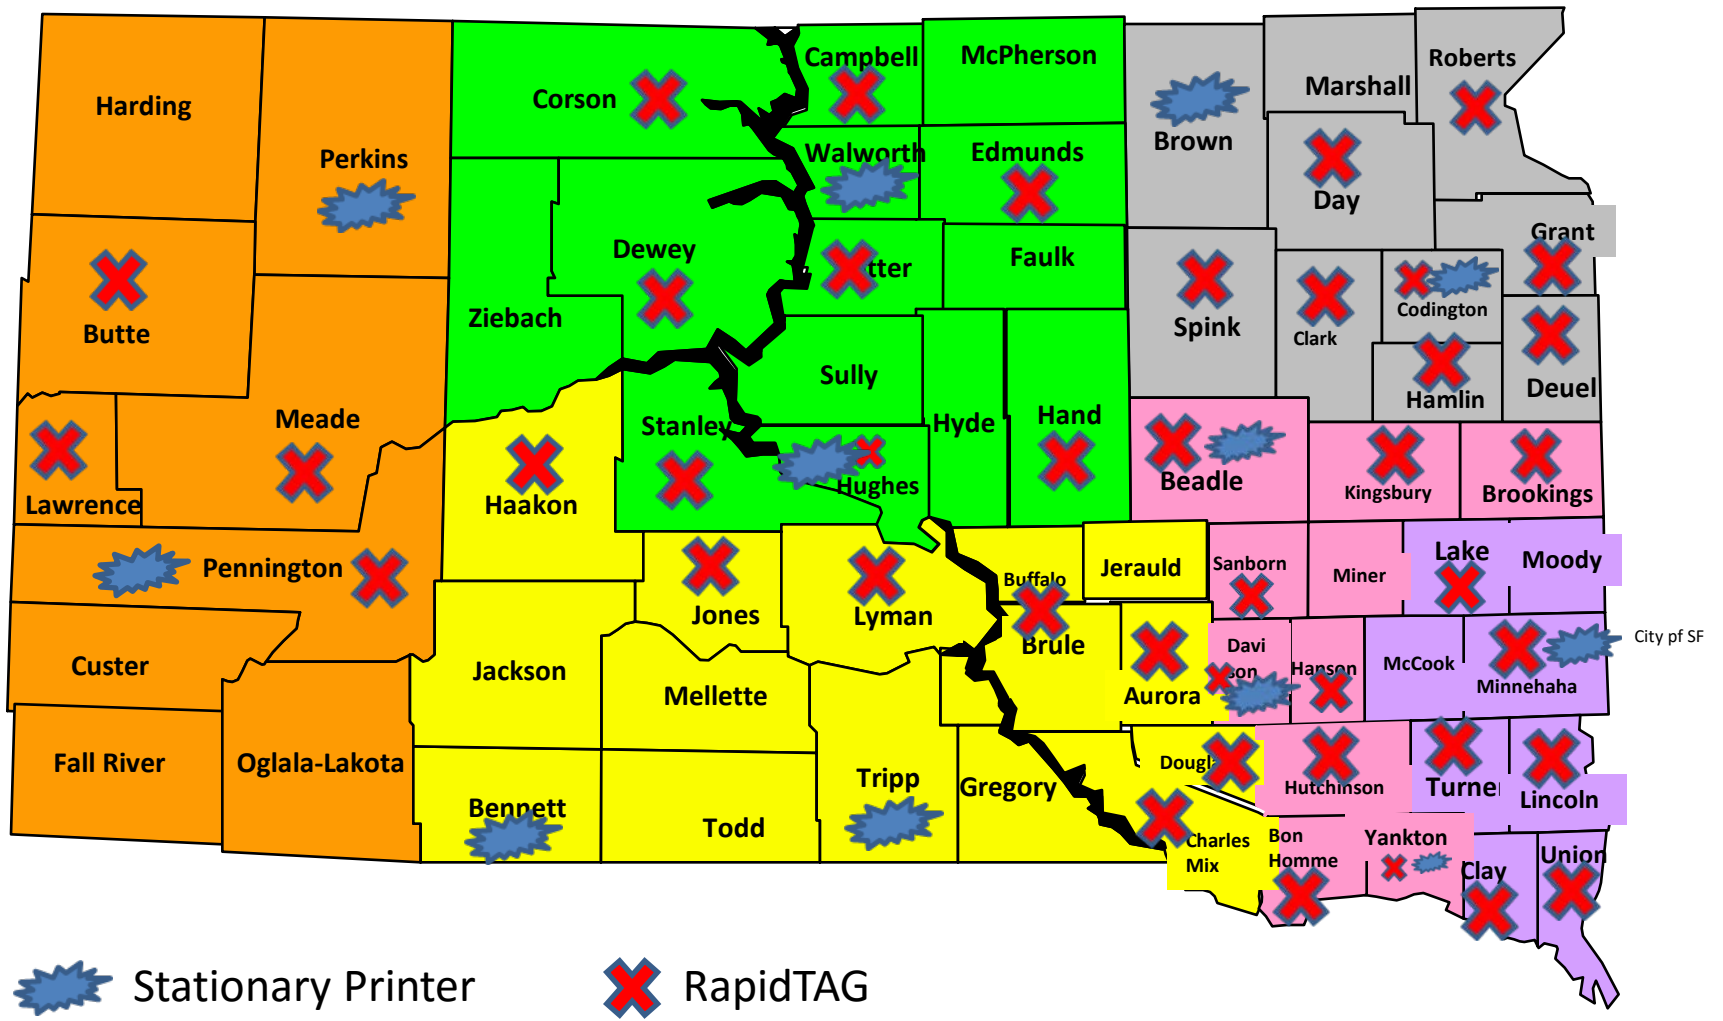 Harding
Perkins
Corson
Campbell
McPherson
Brown
Marshall
Roberts
Walworth
Edmunds
Day
Grant
Butte
Dewey
Ziebach
tter
Faulk
Spink
Clark
Codington
Hamlin
Deuel
Meade
Lawrence
Haakon
Stanley
Sully
Hyde
Hand
Hughes
Beadle
Kingsbury
Brookings
Pennington
Jones
Lyman
Buffalo
Jerauld
Sanborn
Miner
Lake
Moody
Custer
Jackson
Mellette
Brule
Aurora
Davi
son
Hanson
McCook
Minnehaha
City pf SF
Fall River
Oglala-Lakota
Bennett
Todd
Tripp
Gregory
Dougla
Hutchinson
Turne
Lincoln
Charles
Mix
Bon
Homme
Yankton
Clay
Union
Stationary Printer
RapidTAG